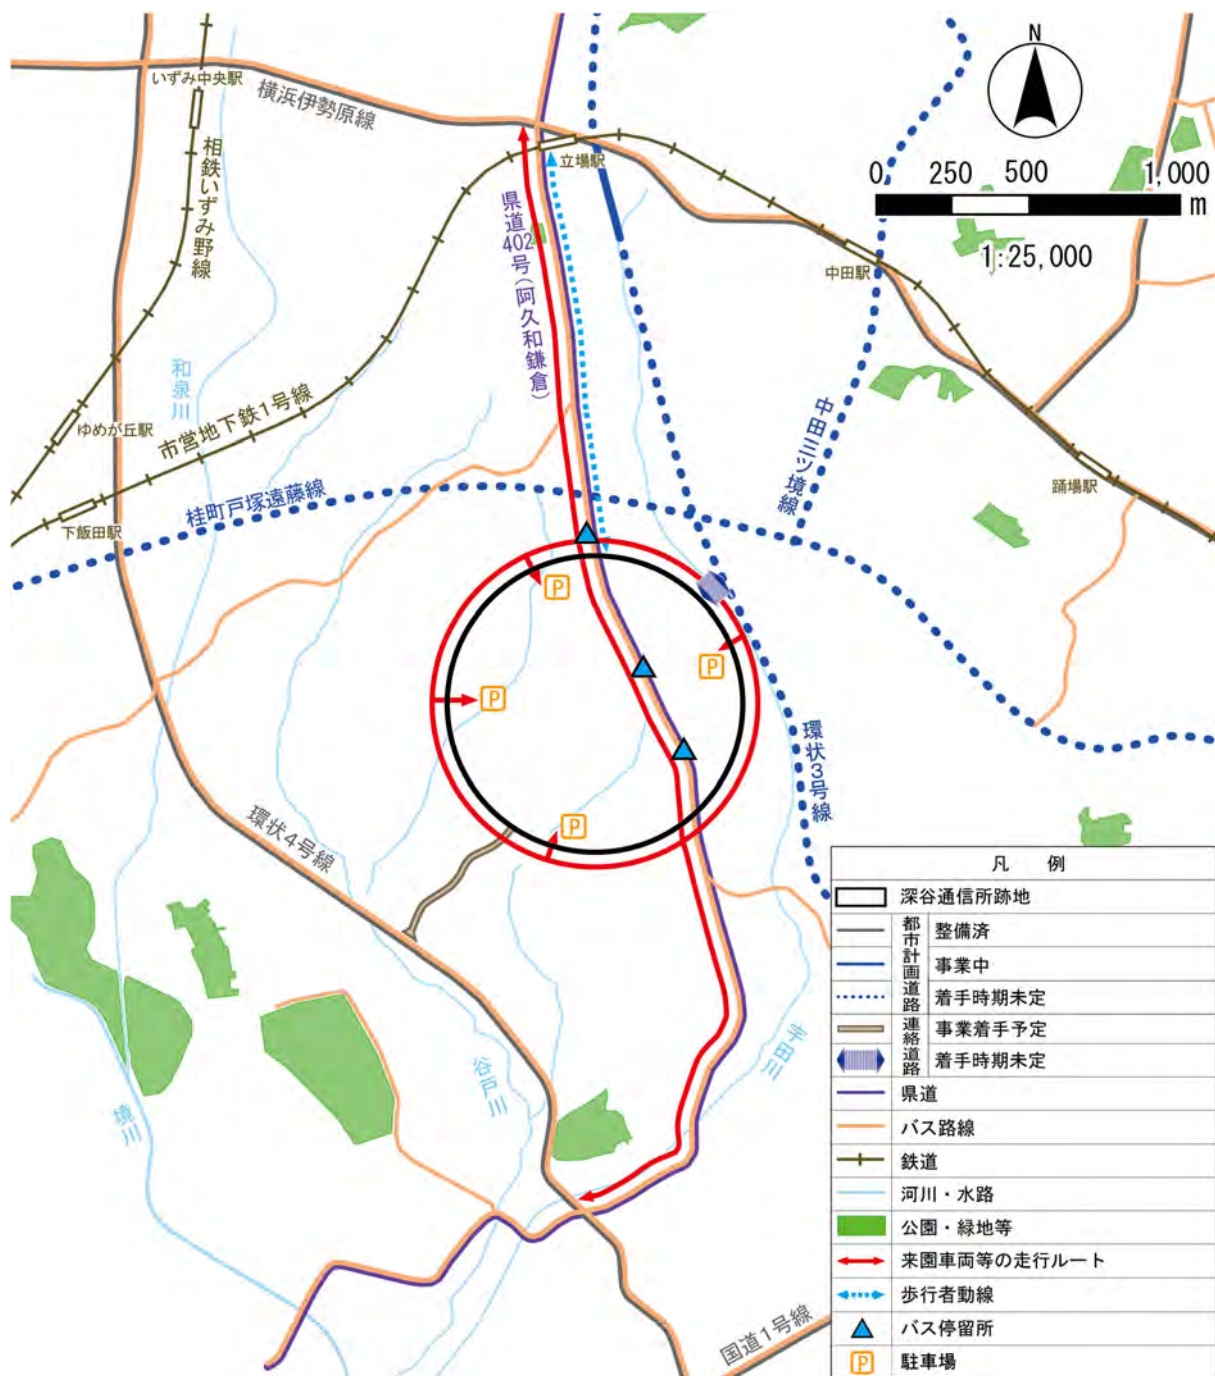 N
0 250 500 1,000
m
1:25,000
いずみ中央駅
横浜伊勢原線
相鉄いずみ野線
立場駅
県道402号(阿久和鎌倉)
中田駅
和泉川
ゆめが丘駅
市営地下鉄1号線
中田三ツ境線
踊場駅
桂町戸塚遠藤線
下飯田駅
P
P
P
P
環状3号線
環状4号線
宇田川
谷戸川
境川
国道1号線
凡 例
深谷通信所跡地
都市計画道路
整備済
事業中
着手時期未定
連絡道路
事業着手予定
着手時期未定
県道
バス路線
鉄道
河川・水路
公園・緑地等
来園車両等の走行ルート
歩行者動線
バス停留所
P 駐車場